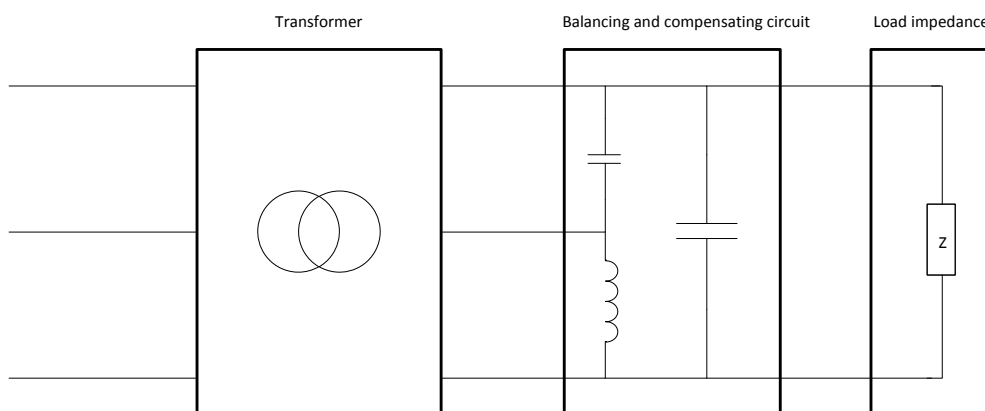 Transformer
Balancing and compensating circuit
Load impedance
Z